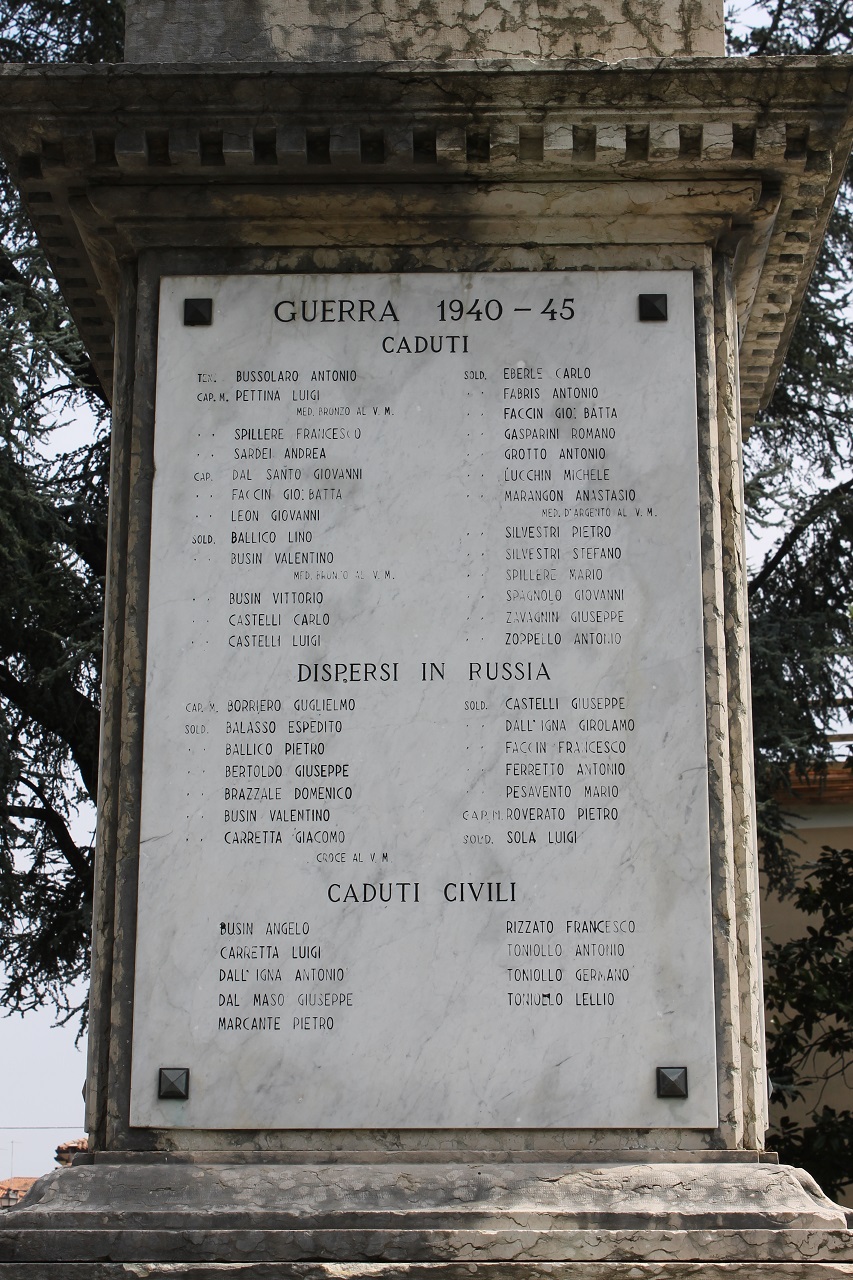 GUERRA 1940 - 45
CADUTI
TEN. BUSSOLARO ANTONIO
CAP. M. PETTINA LUIGI
MED. BRONZO AL V. M.
" " SPILLERE FRANCESCO
" " SARDEI ANDREA
CAP. DAL SANTO GIOVANNI
" " FACCIN GIO. BATTA
" " LEON GIOVANNI
SOLD. BALLICO LINO
" " BUSIN VALENTINO
MED. BRONZO AL V. M.
" " BUSIN VITTORIO
" " CASTELLI CARLO
" " CASTELLI LUIGI
SOLD. EBERLE CARLO
" " FABRIS ANTONIO
" " FACCIN GIO. BATTA
" " GASPARINI ROMANO
" " GROTTO ANTONIO
" " LUCCHIN MICHELE
" " MARANGON ANASTASIO
MED. D'ARGENTO AL V. M.
" " SILVESTRI PIETRO
" " SILVESTRI STEFANO
" " SPILLERE MARIO
" " SPAGNOLO GIOVANNI
" " ZAVAGNIN GIUSEPPE
" " ZOPPELLO ANTONIO
DISPERSI IN RUSSIA
CAP. M. BORRIERO GUGLIELMO
SOLD. BALASSO ESPEDITO
" " BALLICO PIETRO
" " BERTOLDO GIUSEPPE
" " BRAZZALE DOMENICO
" " BUSIN VALENTINO
" " CARRETTA GIACOMO
CROCE AL V. M
SOLD. CASTELLI GIUSEPPE
" " DALL'IGNA GIROLAMO
" " FACCIN FRANCESCO
" " FERRETTO ANTONIO
" " PESAVENTO MARIO
CAP. M. ROVERATO PIETRO
SOLD. SOLA LUIGI
CADUTI CIVILI
BUSIN ANGELO
CARRETTA LUIGI
DALL'IGNA ANTONIO
DAL MASO GIUSEPPE
MARCANTE PIETRO
RIZZATO FRANCESCO
TONIOLLO ANTONIO
TONIOLLO GERMANO
TONIOLLO LELLIO